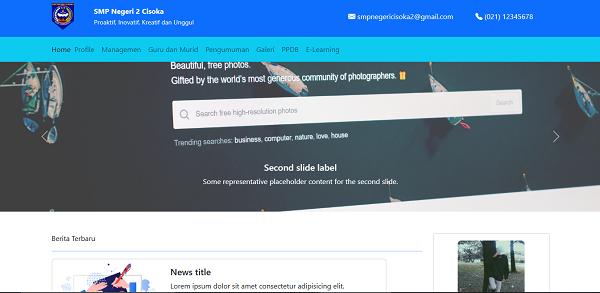 SMP Negeri 2 Cisoka
Proaktif, Inovatif, Kreatif dan Unggul
smpnegericisoka2@gmail.com
(021) 12345678
Home Profile Managemen Guru dan Murid Pengumuman Galeri PPDB E-Learning
Beautiful, free photos.
Gifted by the world's most generous community of photographers.
Search free high-resolution photos
Search
Trending searches: business, computer, nature, love, house
Second slide label
Some representative placeholder content for the second slide.
Berita Terbaru
News title
Lorem ipsum dolor sit amet consectetur adipisicing elit.